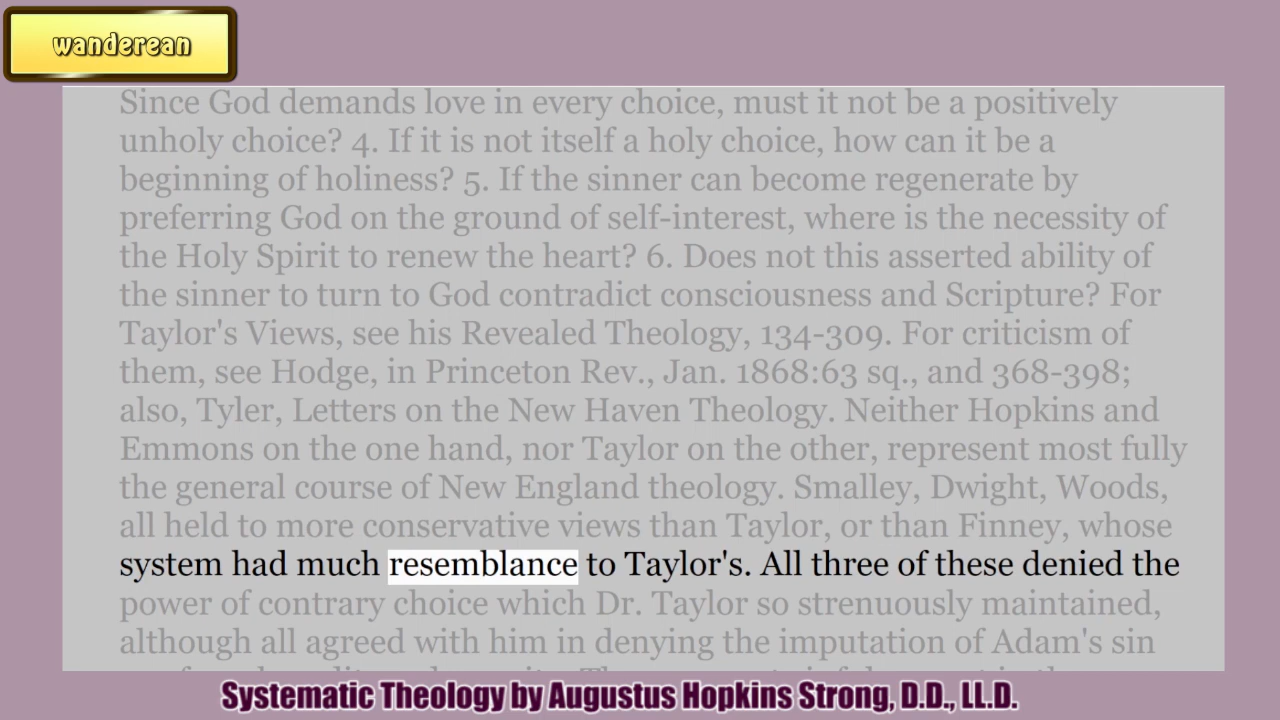 wanderean
Since God demands love in every choice, must it not be a positively
unholy choice? 4. If it is not itself a holy choice, how can it be a
beginning of holiness? 5. If the sinner can become regenerate by
preferring God on the ground of self-interest, where is the necessity of
the Holy Spirit to renew the heart? 6. Does not this asserted ability of
the sinner to turn to God contradict consciousness and Scripture? For
Taylor's Views, see his Revealed Theology, 134-309. For criticism of
them, see Hodge, in Princeton Rev., Jan. 1868:63 sq., and 368-398;
also, Tyler, Letters on the New Haven Theology. Neither Hopkins and
Emmons on the one hand, nor Taylor on the other, represent most fully
the general course of New England theology. Smalley, Dwight, Woods,
all held to more conservative views than Taylor, or than Finney, whose
system had much resemblance to Taylor's. All three of these denied the
power of contrary choice which Dr. Taylor so strenuously maintained,
although all agreed with him in denying the imputation of Adam's sin
Systematic Theology by Augustus Hopkins Strong, D.D., LL.D.